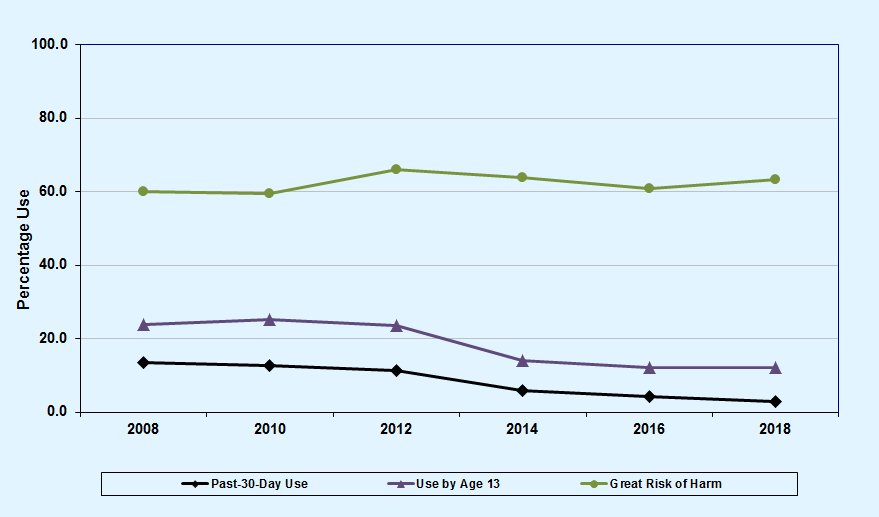 100.0
80.0
60.0
40.0
20.0
0.0
Percentage Use
2008 2010 2012 2014 2016 2018
Past-30-Day Use Use by Age 13 Great Risk of Harm